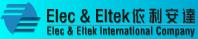 Elec & Eltek 依利安達
Elec & Eltek International Company